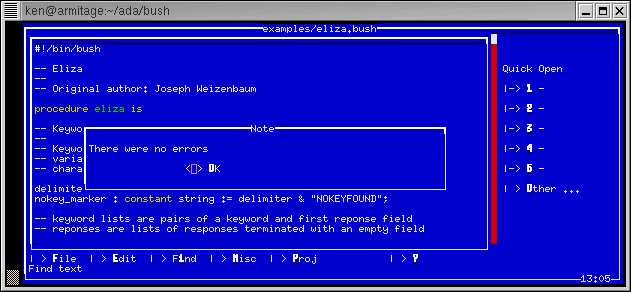 ken@armitage:~/ada/bush
examples/eliza.bush
#!/bin/bush
-- Eliza
--
-- Original author: Joseph Weizenbaum
procedure eliza is
-- Keywo
--
-- Keywo
-- varia
-- chara
delimite
nokey_marker : constant string := delimiter & "NOKEYFOUND";
-- keyword lists are pairs of a keyword and first reponse field
-- reponses are lists of responses terminated with an empty field
Note
There were no errors
< > OK
Quick Open
|-> 1 -
|-> 2 -
|-> 3 -
|-> 4 -
|-> 5 -
| > Other ...
| > File | > Edit | > Find | > Misc | > Proj | > ?
Find text
13:05